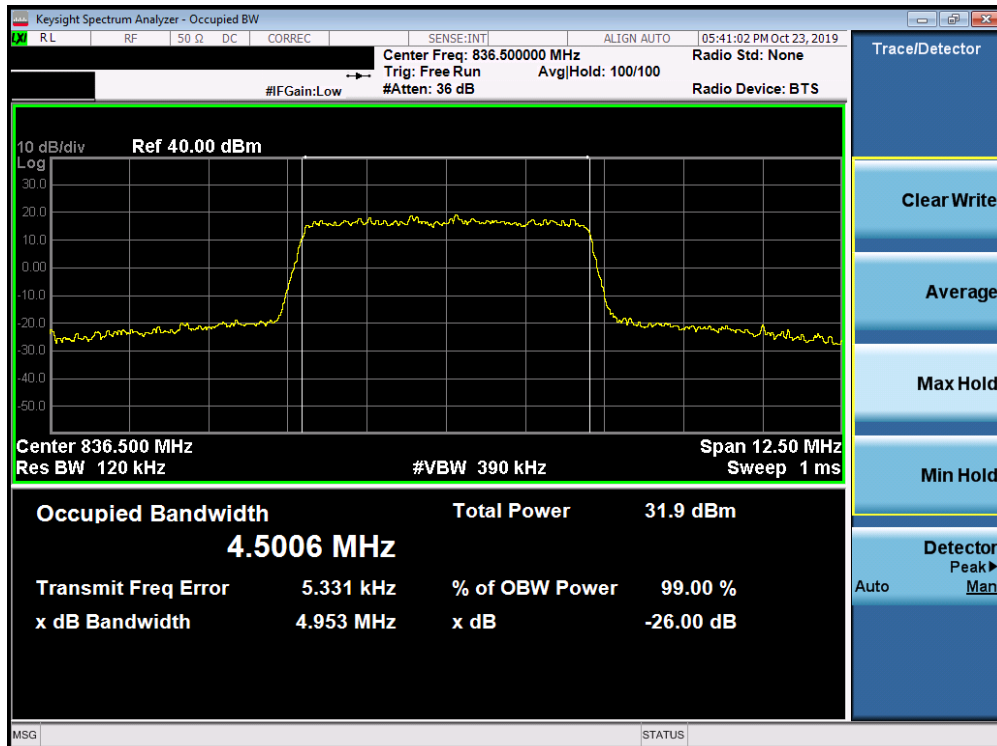 Keysight Spectrum Analyzer - Occupied BW
LXI RL RF 50 Ω DC CORREC SENSE:INT ALIGN AUTO 05:41:02 PM Oct 23, 2019
Center Freq: 836.500000 MHz Radio Std: None
Trig: Free Run Avg|Hold: 100/100
#IFGain:Low #Atten: 36 dB Radio Device: BTS
Trace/Detector
10 dB/div Ref 40.00 dBm
Log
30.0
20.0
10.0
0.00
-10.0
-20.0
-30.0
-40.0
-50.0
Center 836.500 MHz Span 12.50 MHz
Res BW 120 kHz #VBW 390 kHz Sweep 1 ms
Occupied Bandwidth Total Power 31.9 dBm
4.5006 MHz
Transmit Freq Error 5.331 kHz % of OBW Power 99.00 %
x dB Bandwidth 4.953 MHz x dB -26.00 dB
Clear Write
Average
Max Hold
Min Hold
Detector
Peak▶
Auto Man
MSG STATUS